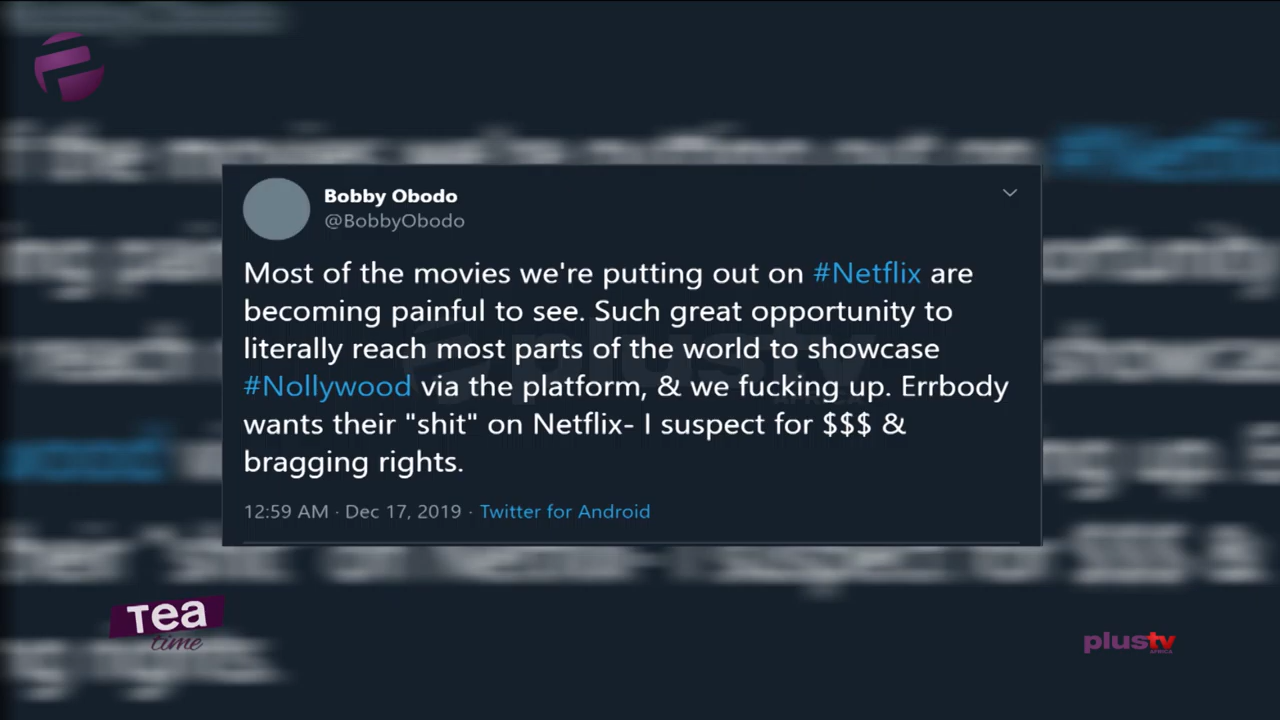 Bobby Obodo
@BobbyObodo
Most of the movies we're putting out on #Netflix are
becoming painful to see. Such great opportunity to
literally reach most parts of the world to showcase
#Nollywood via the platform, & we fucking up. Errbody
wants their "shit" on Netflix- I suspect for $$$ &
bragging rights.
12:59 AM · Dec 17, 2019 · Twitter for Android
Tea
time
plustv
AFRICA